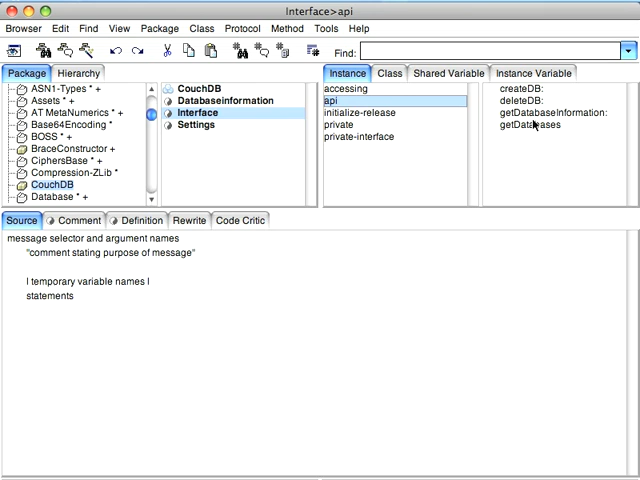 Interface>api
Browser Edit Find View Package Class Protocol Method Tools Help
Find:
Package Hierarchy
Instance Class Shared Variable Instance Variable
ASN1-Types * +
Assets * +
AT MetaNumerics * +
Base64Encoding *
BOSS * +
BraceConstructor +
CiphersBase * +
Compression-ZLib *
CouchDB
Database * +
CouchDB
Databaseinformation
Interface
Settings
accessing
api
initialize-release
private
private-interface
createDB:
deleteDB:
getDatabaseInformation:
getDatabases
Source Comment Definition Rewrite Code Critic
message selector and argument names
"comment stating purpose of message"
| temporary variable names |
statements